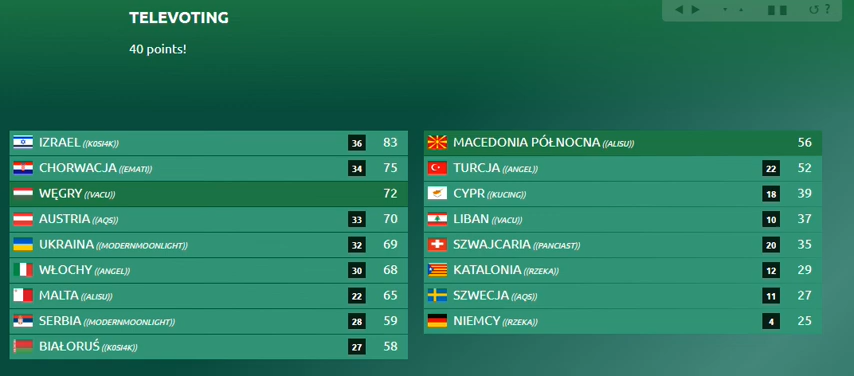 TELEVOTING
40 points!
?
IZRAEL ((K0SI4K)) 36 83
CHORWACJA ((EMATI)) 34 75
WĘGRY ((VACU)) 72
AUSTRIA ((AQS)) 33 70
UKRAINA ((MODERNMOONLIGHT)) 32 69
WŁOCHY ((ANGEL)) 30 68
MALTA ((ALISU)) 22 65
SERBIA ((MODERNMOONLIGHT)) 28 59
BIAŁORUŚ ((K0SI4K)) 27 58
MACEDONIA PÓŁNOCNA ((ALISU)) 56
TURCJA ((ANGEL)) 22 52
CYPR ((KUCING)) 18 39
LIBAN ((VACU)) 10 37
SZWAJCARIA ((PANCIAST)) 20 35
KATALONIA ((RZEKA)) 12 29
SZWECJA ((AQS)) 11 27
NIEMCY ((RZEKA)) 4 25